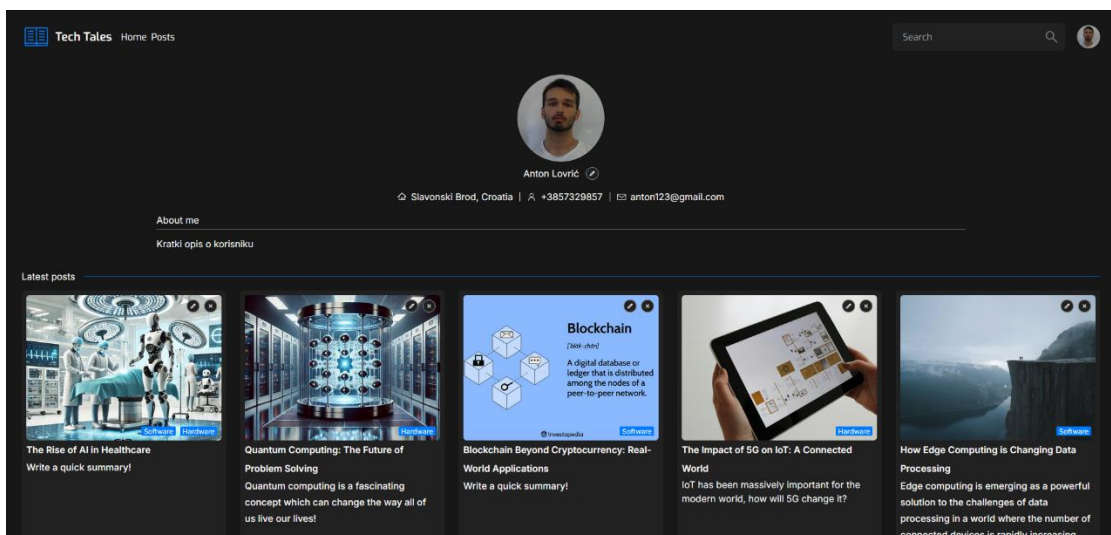 Tech Tales Home Posts
Search
Anton Lovrić
Slavonski Brod, Croatia | +3857329857 | anton123@gmail.com
About me
Kratki opis o korisniku
Latest posts
Software Hardware
The Rise of AI in Healthcare
Write a quick summary!
Hardware
Quantum Computing: The Future of
Problem Solving
Quantum computing is a fascinating
concept which can change the way all of
us live our lives!
Blockchain
A digital database or
ledger that is distributed
among the nodes of a
peer-to-peer network.
Investopedia
Software
Blockchain Beyond Cryptocurrency: Real-
World Applications
Write a quick summary!
Hardware
The Impact of 5G on IoT: A Connected
World
IoT has been massively important for the
modern world, how will 5G change it?
Software
How Edge Computing is Changing Data
Processing
Edge computing is emerging as a powerful
solution to the challenges of data
processing in a world where the number of
connected devices is rapidly increasing